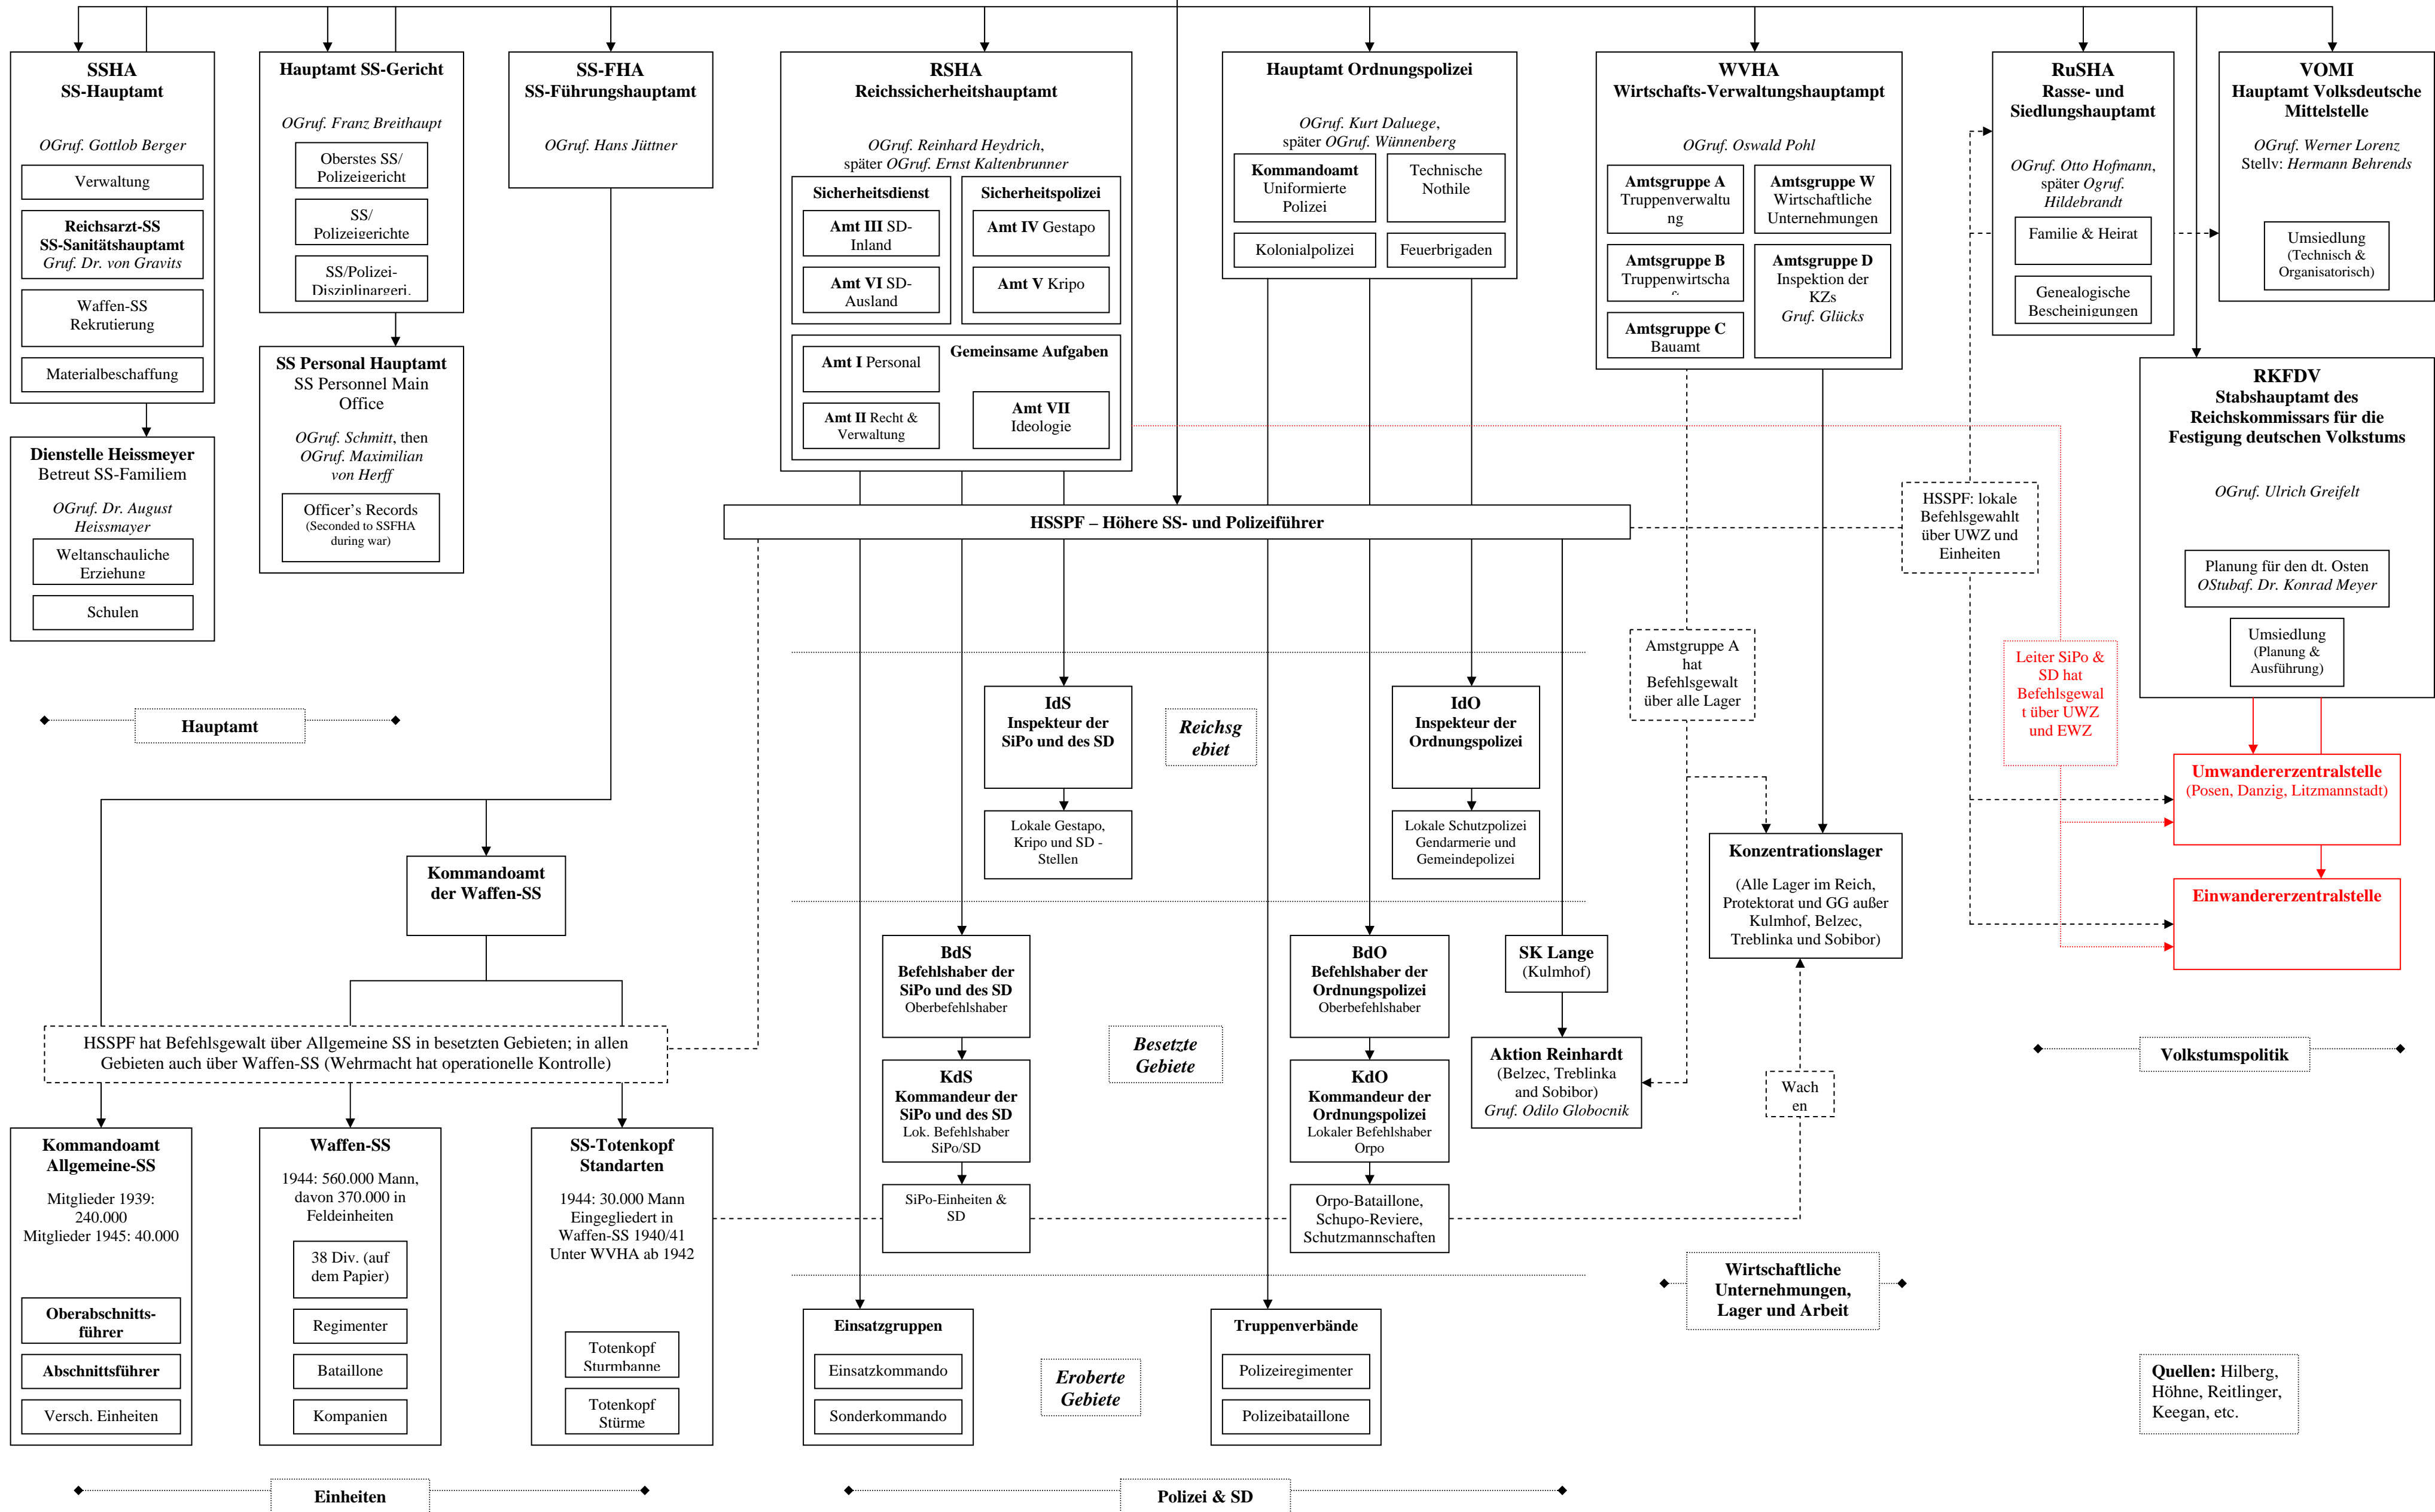 SSHA
SS-Hauptamt
OGruf. Gottlob Berger
Verwaltung
Reichsarzt-SS
SS-Sanitätshauptamt
Gruf. Dr. von Gravits
Waffen-SS
Rekrutierung
Materialbeschaffung
Dienstelle Heissmeyer
Betreut SS-Familiem
OGruf. Dr. August
Heissmayer
Weltanschauliche
Erziehung
Schulen
Hauptamt SS-Gericht
OGruf. Franz Breithaupt
Oberstes SS/
Polizeigericht
SS/
Polizeigerichte
SS/Polizei-
Disziplinargeri.
SS Personal Hauptamt
SS Personnel Main
Office
OGruf. Schmitt, then
OGruf. Maximilian
von Herff
Officer's Records
(Seconded to SSFHA
during war)
SS-FHA
SS-Führungshauptamt
OGruf. Hans Jüttner
RSHA
Reichssicherheitshauptamt
OGruf. Reinhard Heydrich,
später OGruf. Ernst Kaltenbrunner
Sicherheitsdienst
Amt III SD-
Inland
Amt VI SD-
Ausland
Sicherheitspolizei
Amt IV Gestapo
Amt V Kripo
Gemeinsame Aufgaben
Amt I Personal
Amt II Recht &
Verwaltung
Amt VII
Ideologie
Hauptamt Ordnungspolizei
OGruf. Kurt Daluege,
später OGruf. Wünnenberg
Kommandoamt
Uniformierte
Polizei
Technische
Nothile
Kolonialpolizei
Feuerbrigaden
WVHA
Wirtschafts-Verwaltungshauptampt
OGruf. Oswald Pohl
Amtsgruppe A
Truppenverwaltu
ng
Amtsgruppe W
Wirtschaftliche
Unternehmungen
Amtsgruppe B
Truppenwirtscha
Amtsgruppe D
Inspektion der
KZs
Gruf. Glücks
Amtsgruppe C
Bauamt
RuSHA
Rasse- und
Siedlungshauptamt
OGruf. Otto Hofmann,
später Ogruf.
Hildebrandt
Familie & Heirat
Genealogische
Bescheinigungen
VOMI
Hauptamt Volksdeutsche
Mittelstelle
OGruf. Werner Lorenz
Stellv: Hermann Behrends
Umsiedlung
(Technisch &
Organisatorisch)
RKFDV
Stabshauptamt des
Reichskommissars für die
Festigung deutschen Volkstums
OGruf. Ulrich Greifelt
Planung für den dt. Osten
OStubaf. Dr. Konrad Meyer
Umsiedlung
(Planung &
Ausführung)
HSSPF – Höhere SS- und Polizeiführer
HSSPF: lokale
Befehlsgewahlt
über UWZ und
Einheiten
Amstgruppe A
hat
Befehlsgewalt
über alle Lager
Leiter SiPo &
SD hat
Befehlsgewal
t über UWZ
und EWZ
Hauptamt
IdS
Inspekteur der
SiPo und des SD
Reichsg
ebiet
IdO
Inspekteur der
Ordnungspolizei
Lokale Gestapo,
Kripo und SD -
Stellen
Lokale Schutzpolizei
Gendarmerie und
Gemeindepolizei
Umwandererzentralstelle
(Posen, Danzig, Litzmannstadt)
Einwandererzentralstelle
Konzentrationslager
(Alle Lager im Reich,
Protektorat und GG außer
Kulmhof, Belzec,
Treblinka und Sobibor)
Kommandoamt
der Waffen-SS
BdS
Befehlshaber der
SiPo und des SD
Oberbefehlshaber
BdO
Befehlshaber der
Ordnungspolizei
Oberbefehlshaber
SK Lange
(Kulmhof)
HSSPF hat Befehlsgewalt über Allgemeine SS in besetzten Gebieten; in allen
Gebieten auch über Waffen-SS (Wehrmacht hat operationelle Kontrolle)
Besetzte
Gebiete
KdS
Kommandeur der
SiPo und des SD
Lok. Befehlshaber
SiPo/SD
KdO
Kommandeur der
Ordnungspolizei
Lokaler Befehlshaber
Orpo
Aktion Reinhardt
(Belzec, Treblinka
and Sobibor)
Gruf. Odilo Globocnik
Wach
en
Volkstumspolitik
Kommandoamt
Allgemeine-SS
Mitglieder 1939:
240.000
Mitglieder 1945: 40.000
Oberabschnitts-
führer
Abschnittsführer
Versch. Einheiten
Waffen-SS
1944: 560.000 Mann,
davon 370.000 in
Feldeinheiten
38 Div. (auf
dem Papier)
Regimenter
Bataillone
Kompanien
SS-Totenkopf
Standarten
1944: 30.000 Mann
Eingegliedert in
Waffen-SS 1940/41
Unter WVHA ab 1942
Totenkopf
Sturmbanne
Totenkopf
Stürme
SiPo-Einheiten &
SD
Orpo-Bataillone,
Schupo-Reviere,
Schutzmannschaften
Wirtschaftliche
Unternehmungen,
Lager und Arbeit
Einsatzgruppen
Einsatzkommando
Sonderkommando
Eroberte
Gebiete
Truppenverbände
Polizeiregimenter
Polizeibataillone
Quellen: Hilberg,
Höhne, Reitlinger,
Keegan, etc.
Einheiten
Polizei & SD